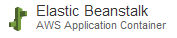 Elastic Beanstalk
AWS Application Container